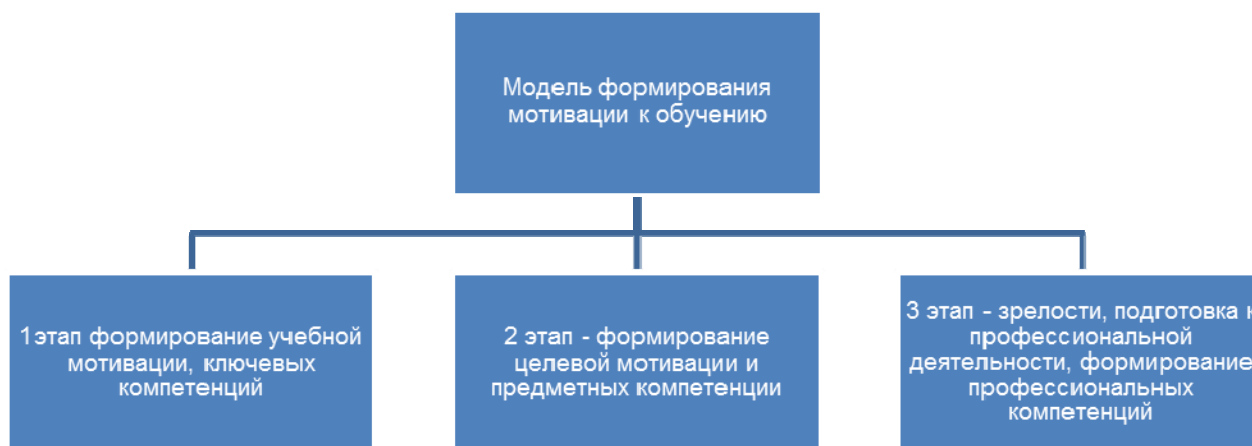 Модель формирования
мотивации к обучению
1этап формирование учебной
мотивации, ключевых
компетенций
2 этап - формирование
целевой мотивации и
предметных компетенции
3 этап - зрелости, подготовка к
профессиональной
деятельности, формирование
профессиональных
компетенций